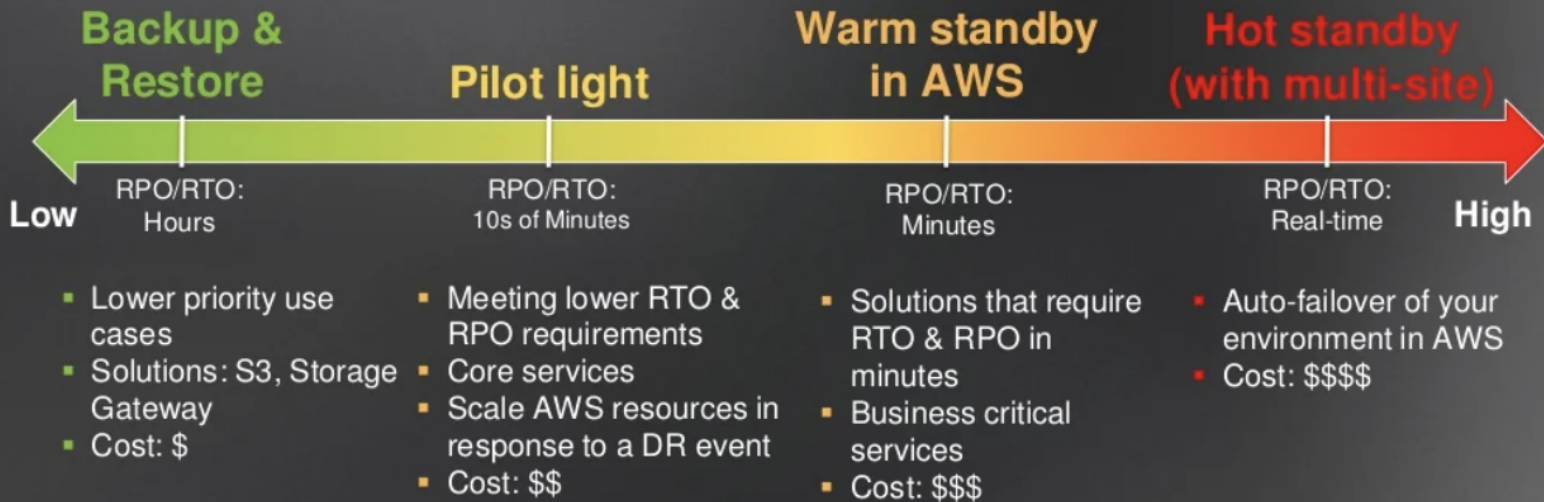 Backup &
Restore
Pilot light
Warm standby
in AWS
Hot standby
(with multi-site)
Low
RPO/RTO:
Hours
RPO/RTO:
10s of Minutes
RPO/RTO:
Minutes
RPO/RTO:
Real-time
High
▪ Lower priority use
cases
▪ Solutions: S3, Storage
Gateway
▪ Cost: $
▪ Meeting lower RTO &
RPO requirements
▪ Core services
▪ Scale AWS resources in
response to a DR event
▪ Cost: $$
▪ Solutions that require
RTO & RPO in
minutes
▪ Business critical
services
▪ Cost: $$$
▪ Auto-failover of your
environment in AWS
▪ Cost: $$$$